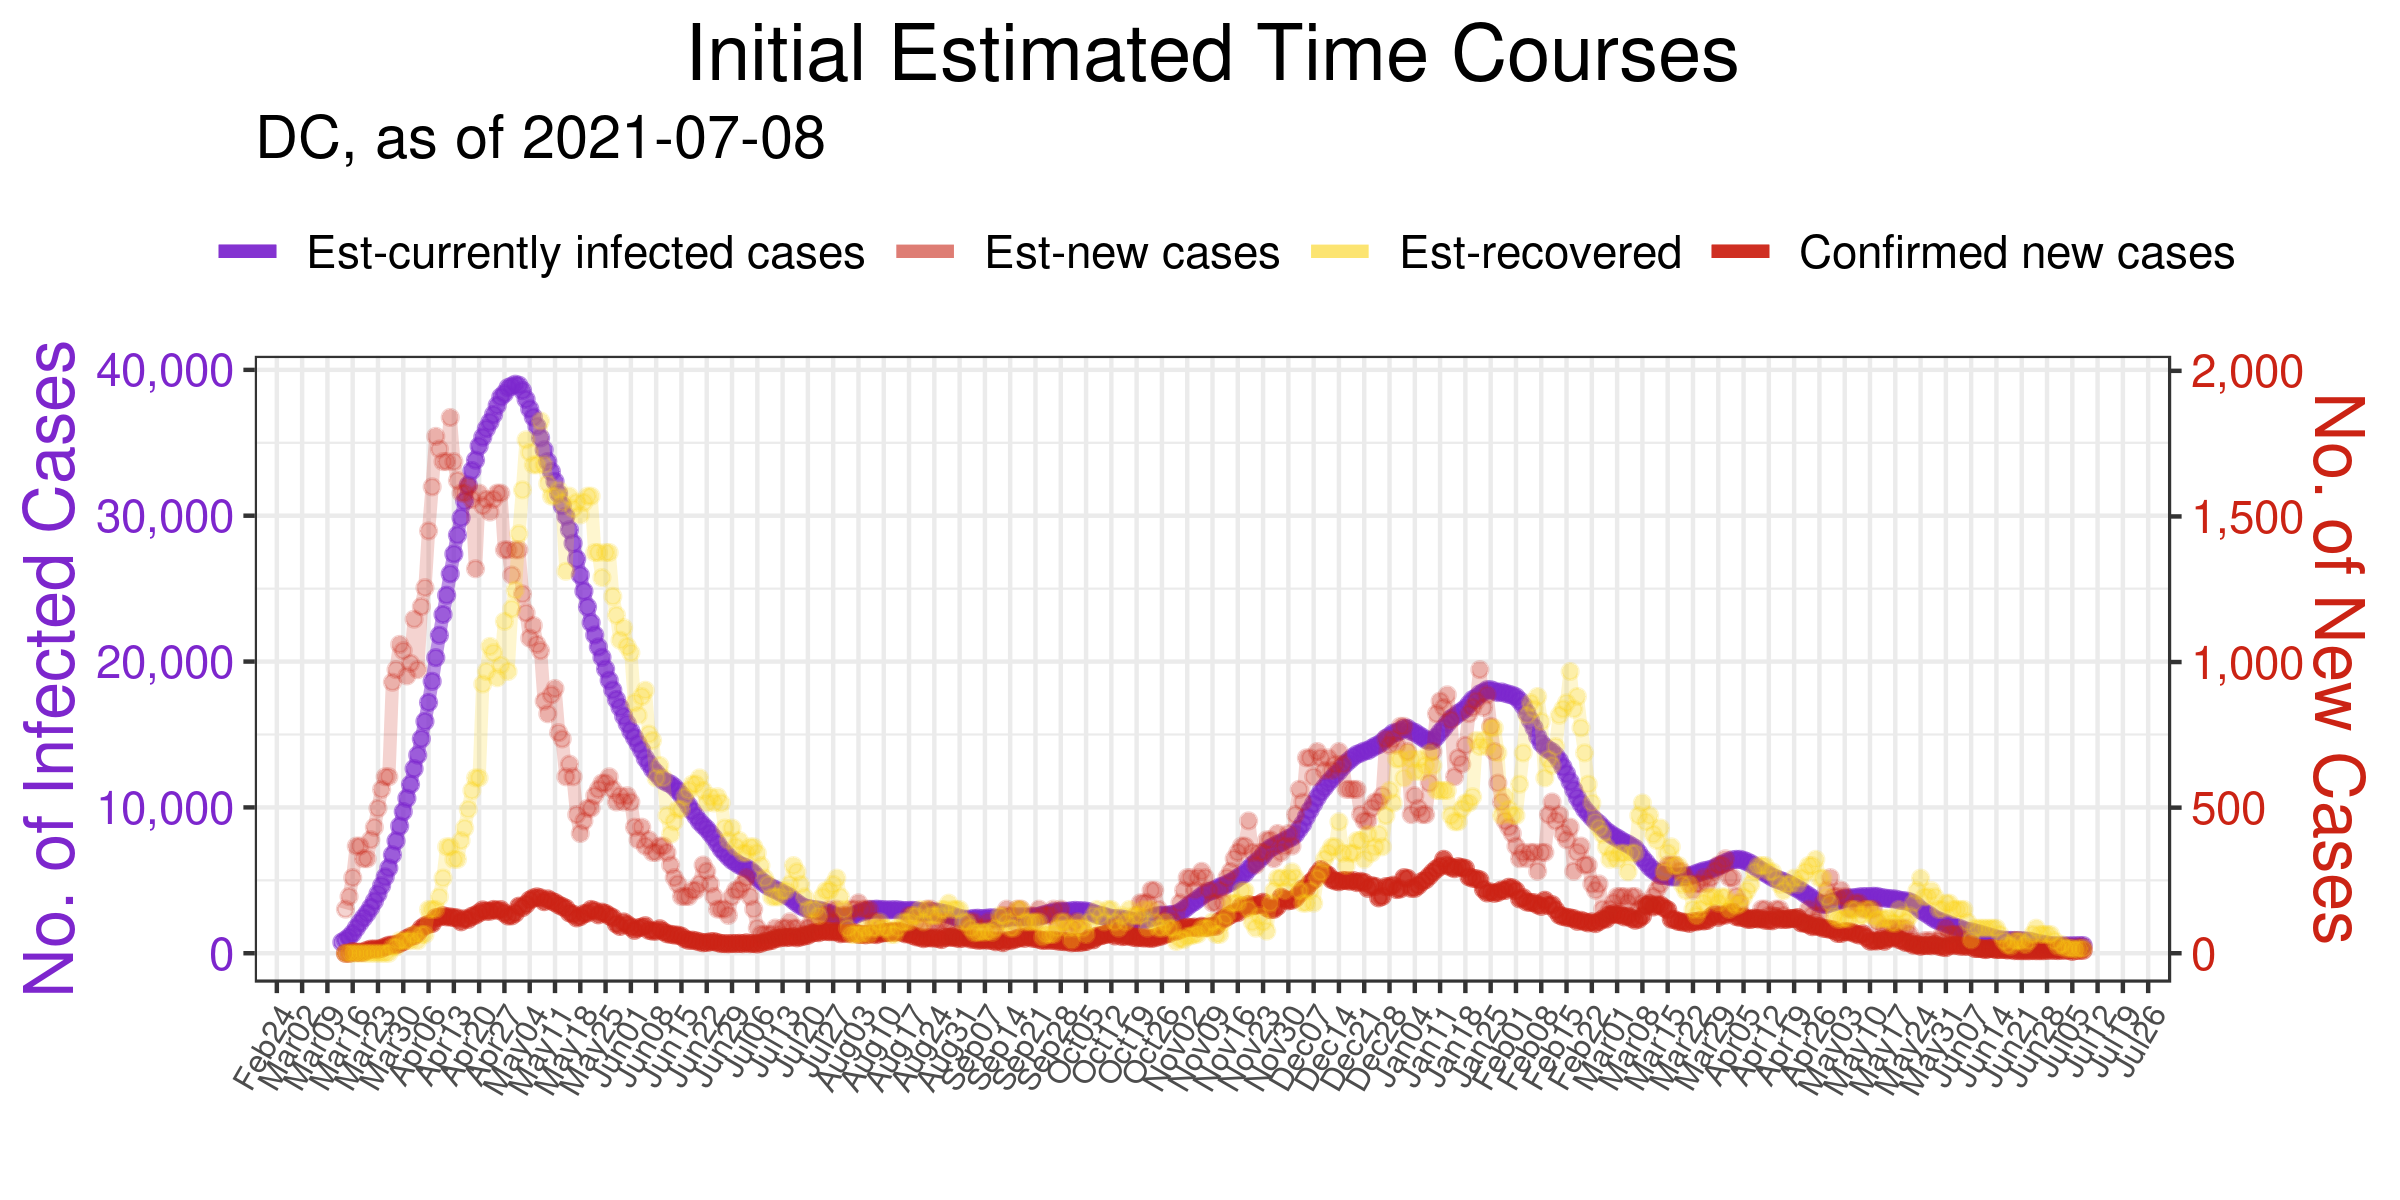 Initial Estimated Time Courses
DC, as of 2021-07-08
Est-currently infected cases
Est-new cases
Est-recovered
Confirmed new cases
No. of Infected Cases
40,000
30,000
20,000
10,000
0
2,000
1,500
1,000
500
0
No. of New Cases
Feb24
Mar02
Mar09
Mar16
Mar23
Mar30
Apr06
Apr13
Apr20
Apr27
May04
May11
May18
May25
Jun01
Jun08
Jun15
Jun22
Jun29
Jul06
Jul13
Jul20
Jul27
Aug03
Aug10
Aug17
Aug24
Aug31
Sep07
Sep14
Sep21
Sep28
Oct05
Oct12
Oct19
Oct26
Nov02
Nov09
Nov16
Nov23
Nov30
Dec07
Dec14
Dec21
Dec28
Jan04
Jan11
Jan18
Jan25
Feb01
Feb08
Feb15
Feb22
Mar01
Mar08
Mar15
Mar22
Mar29
Apr05
Apr12
Apr19
Apr26
May03
May10
May17
May24
May31
Jun07
Jun14
Jun21
Jun28
Jul05
Jul12
Jul19
Jul26